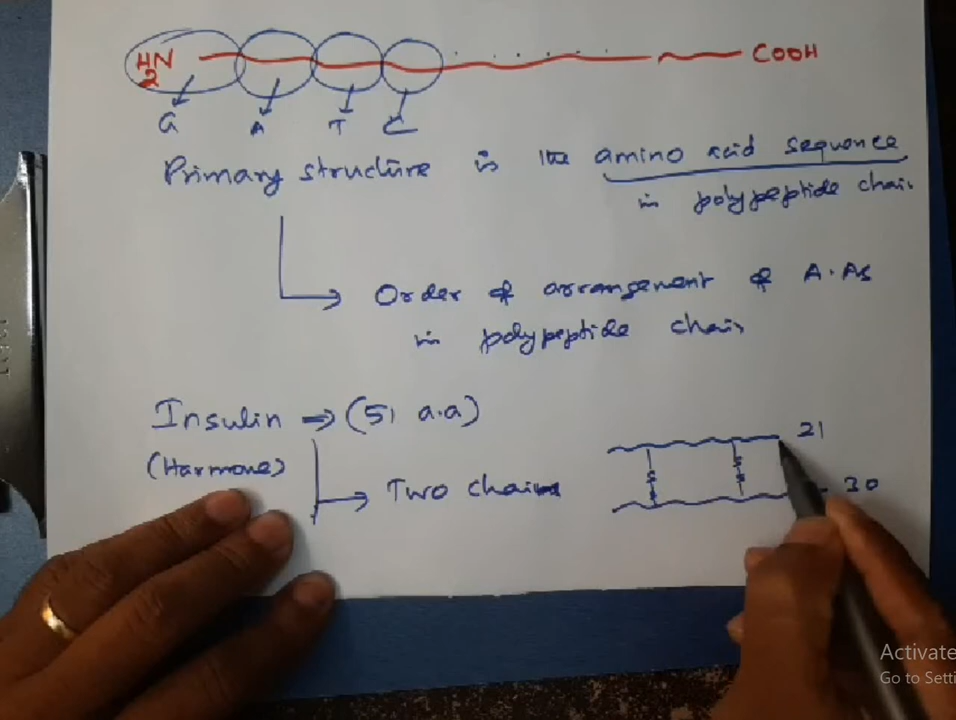 H2N COOH
G A T C
Primary structure is the amino acid sequence
in polypeptide chain
Order of arrangement of A.As
in polypeptide chain
Insulin ⇒ (51 a.a)
(Harmone)
Two chains
21
30
Activate
Go to Setti